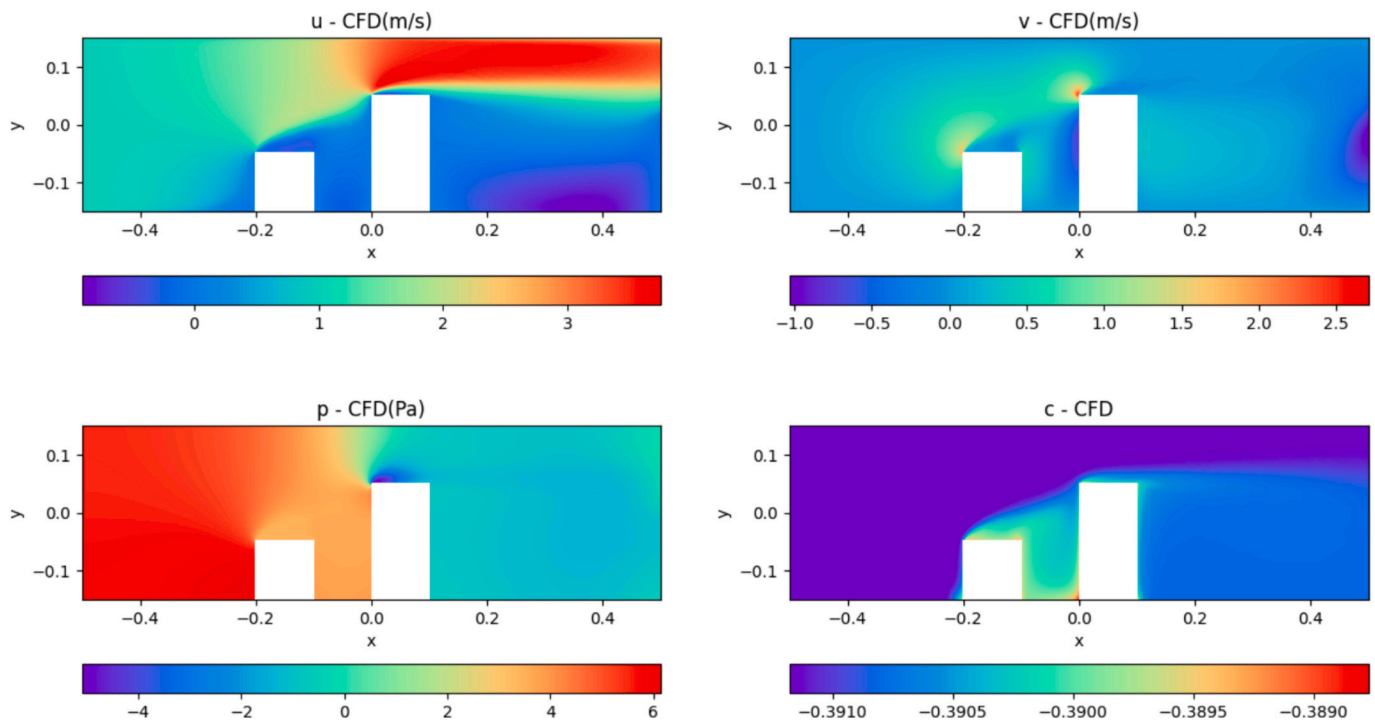 u - CFD(m/s)
0.1
0.0
−0.1
y
−0.4 −0.2 0.0 0.2 0.4
x
0 1 2 3
v - CFD(m/s)
0.1
0.0
−0.1
y
−0.4 −0.2 0.0 0.2 0.4
x
−1.0 −0.5 0.0 0.5 1.0 1.5 2.0 2.5
p - CFD(Pa)
0.1
0.0
−0.1
y
−0.4 −0.2 0.0 0.2 0.4
x
−4 −2 0 2 4 6
c - CFD
0.1
0.0
−0.1
y
−0.4 −0.2 0.0 0.2 0.4
x
−0.3910 −0.3905 −0.3900 −0.3895 −0.3890